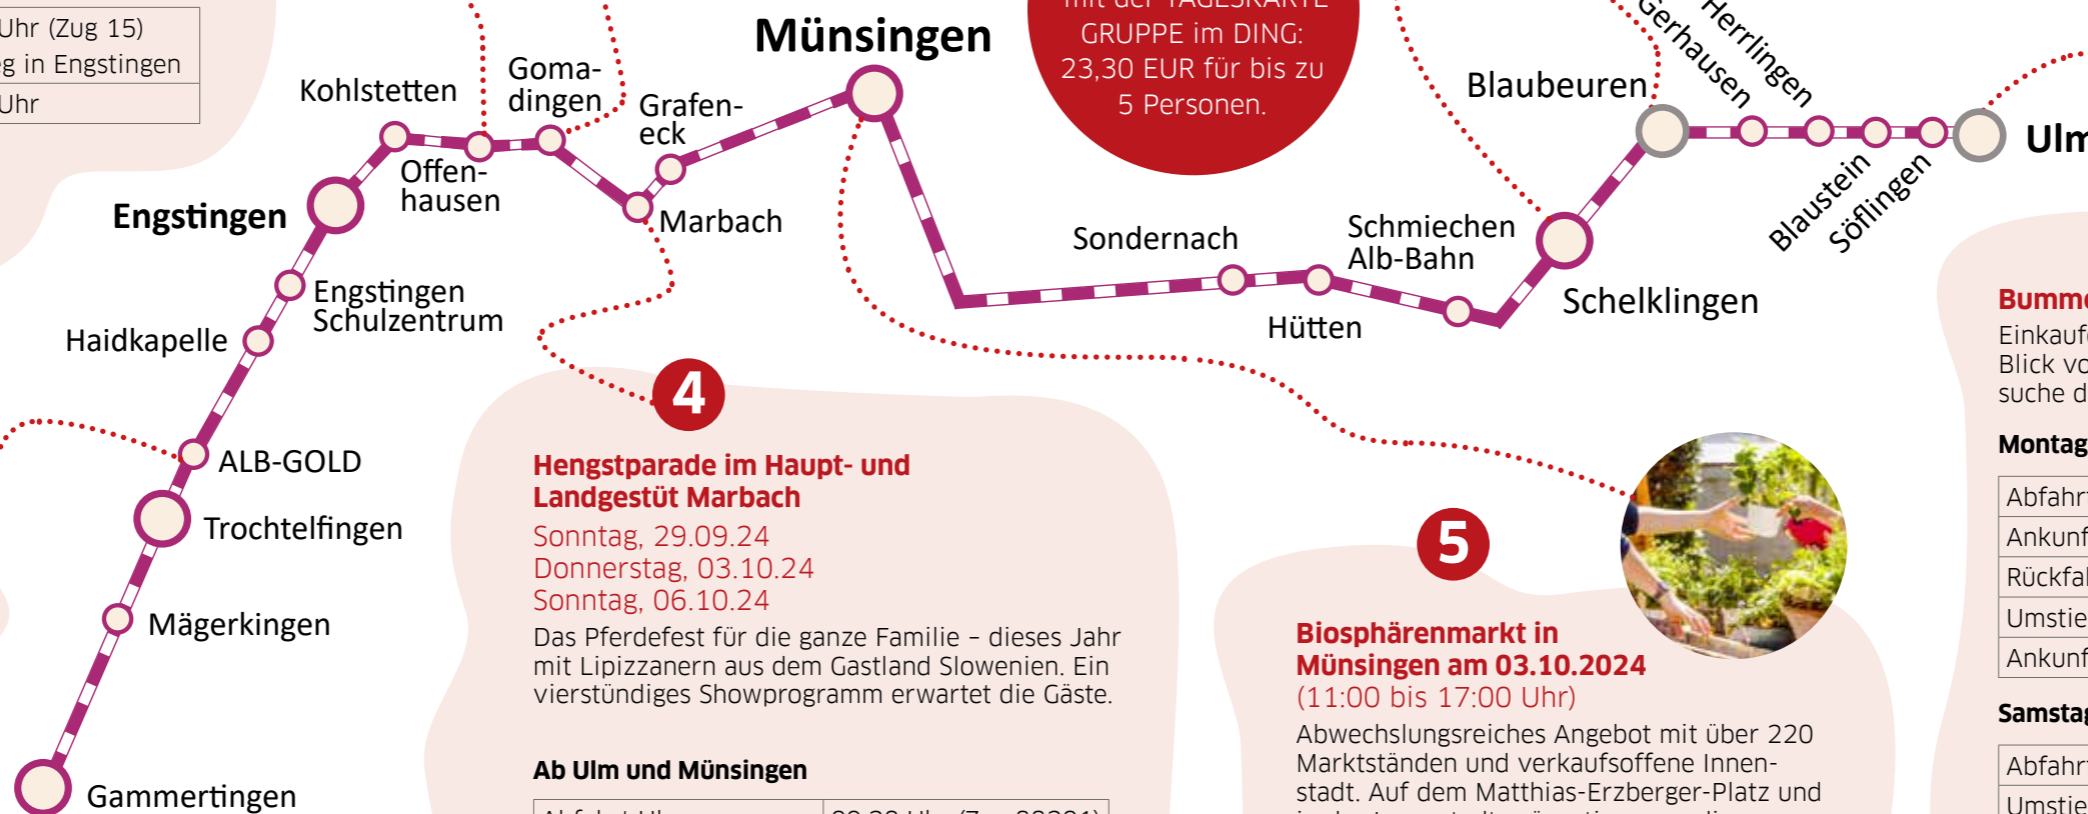 Uhr (Zug 15)
in Engstingen
Uhr
Kohlstetten
Goma-
dingen
Offen-
hausen
Grafen-
eck
Marbach
Münsingen
GRUPPE im DING:
23,30 EUR für bis zu
5 Personen.
Engstingen
Engstingen
Schulzentrum
Haidkapelle
ALB-GOLD
Trochtelfingen
Mägerkingen
Gammertingen
Sondernach
Hütten
Schmiechen
Alb-Bahn
Schelklingen
Blaubeuren
Gerhausen
Herrlingen
Blaustein
Söflingen
Ulm
4
Hengstparade im Haupt- und
Landgestüt Marbach
Sonntag, 29.09.24
Donnerstag, 03.10.24
Sonntag, 06.10.24
Das Pferdefest für die ganze Familie – dieses Jahr
mit Lipizzanern aus dem Gastland Slowenien. Ein
vierstündiges Showprogramm erwartet die Gäste.
Ab Ulm und Münsingen
5
Biosphärenmarkt in
Münsingen am 03.10.2024
(11:00 bis 17:00 Uhr)
Abwechslungsreiches Angebot mit über 220
Marktständen und verkaufsoffene Innen-
stadt. Auf dem Matthias-Erzberger-Platz und
Bumme
Einkauf
Blick vo
suche d
Montag
Abfahr
Ankunf
Rückfa
Umstie
Ankunf
Samstag
Abfahr
Umstie